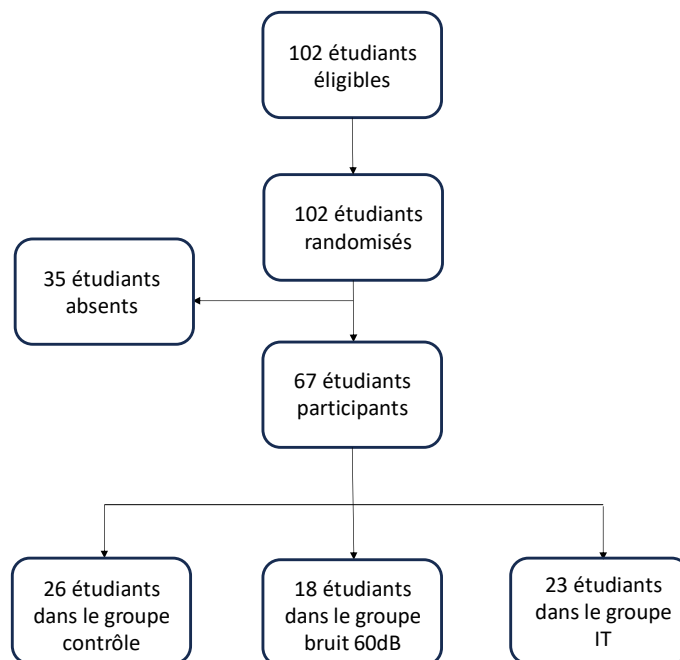 102 étudiants
éligibles
102 étudiants
randomisés
35 étudiants
absents
67 étudiants
participants
26 étudiants
dans le groupe
contrôle
18 étudiants
dans le groupe
bruit 60dB
23 étudiants
dans le groupe
IT